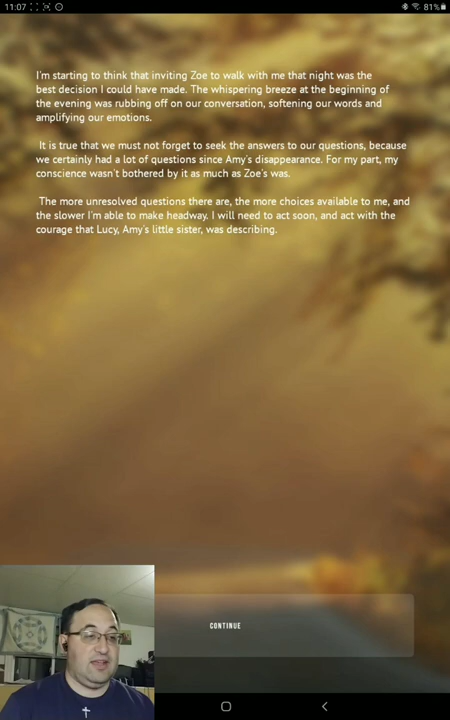 11:07
81%
I'm starting to think that inviting Zoe to walk with me that night was the
best decision I could have made. The whispering breeze at the beginning of
the evening was rubbing off on our conversation, softening our words and
amplifying our emotions.
It is true that we must not forget to seek the answers to our questions, because
we certainly had a lot of questions since Amy's disappearance. For my part, my
conscience wasn't bothered by it as much as Zoe's was.
The more unresolved questions there are, the more choices available to me, and
the slower I'm able to make headway. I will need to act soon, and act with the
courage that Lucy, Amy's little sister, was describing.
CONTINUE